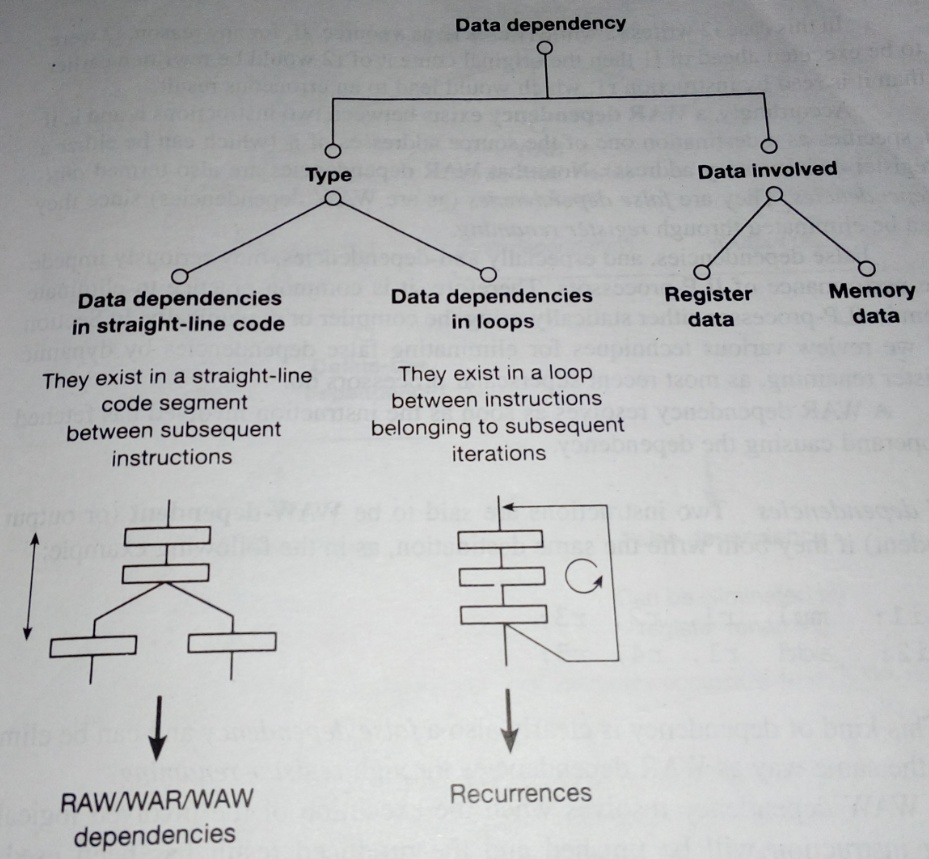 Data dependency
Type
Data involved
Data dependencies
in straight-line code
Data dependencies
in loops
Register
data
Memory
data
They exist in a straight-line
code segment
between subsequent
instructions
They exist in a loop
between instructions
belonging to subsequent
iterations
RAW/WAR/WAW
dependencies
Recurrences